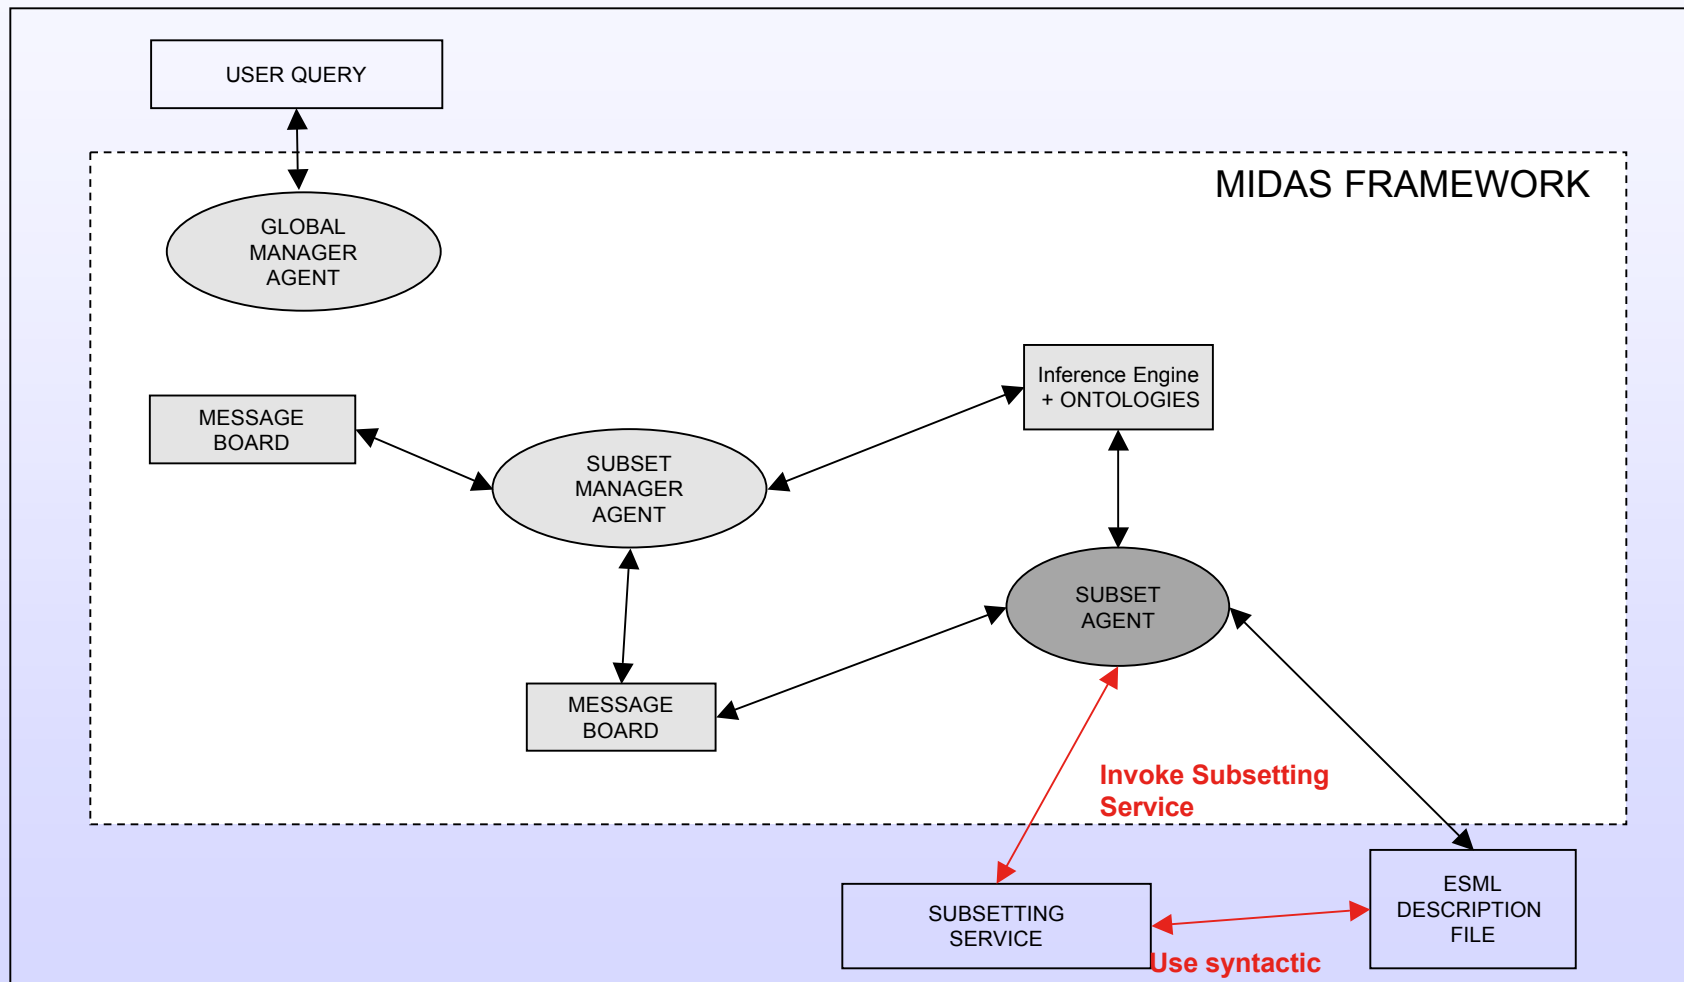 USER QUERY
MIDAS FRAMEWORK
GLOBAL
MANAGER
AGENT
Inference Engine
+ ONTOLOGIES
MESSAGE
BOARD
SUBSET
MANAGER
AGENT
SUBSET
AGENT
MESSAGE
BOARD
Invoke Subsetting
Service
ESML
DESCRIPTION
FILE
SUBSETTING
SERVICE
Use syntactic